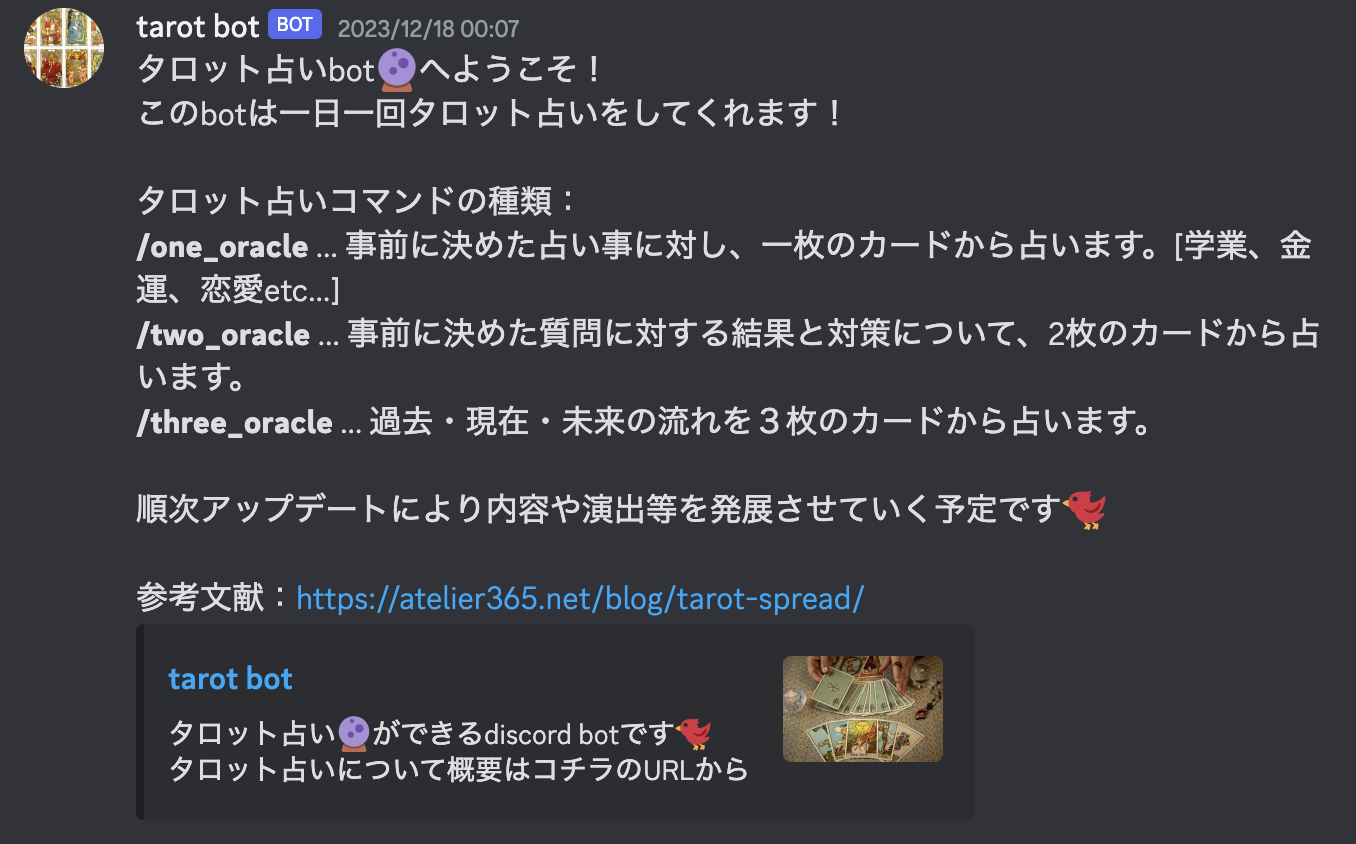 tarot bot BOT 2023/12/18 00:07
タロット占いbot🔮へようこそ！
このbotは一日一回タロット占いをしてくれます！
タロット占いコマンドの種類：
/one_oracle ... 事前に決めた占い事に対し、一枚のカードから占います。[学業、金
運、恋愛etc...]
/two_oracle ... 事前に決めた質問に対する結果と対策について、2枚のカードから占
います。
/three_oracle ... 過去・現在・未来の流れを３枚のカードから占います。
順次アップデートにより内容や演出等を発展させていく予定です
参考文献：https://atelier365.net/blog/tarot-spread/
tarot bot
タロット占い🔮ができるdiscord botです
タロット占いについて概要はコチラのURLから